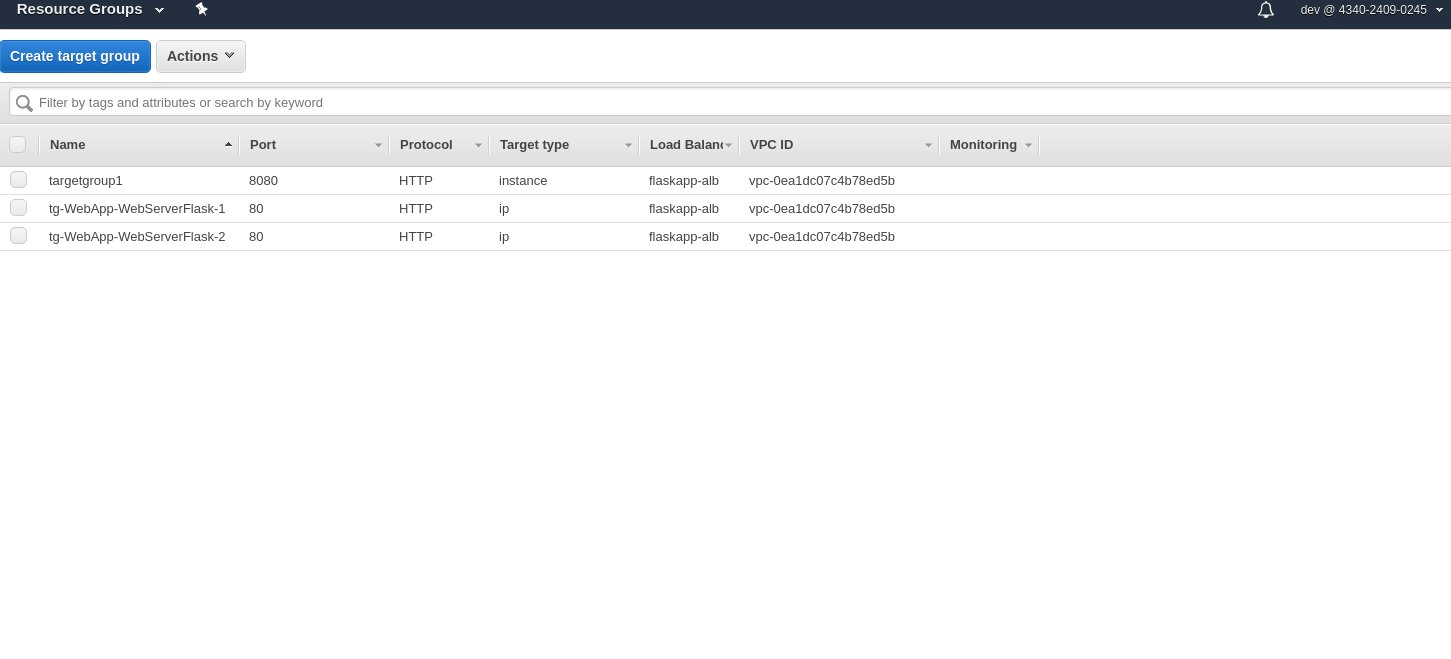 Resource Groups
dev @ 4340-2409-0245
Create target group Actions
Filter by tags and attributes or search by keyword
Name Port Protocol Target type Load Balanc VPC ID Monitoring
targetgroup1 8080 HTTP instance flaskapp-alb vpc-0ea1dc07c4b78ed5b
tg-WebApp-WebServerFlask-1 80 HTTP ip flaskapp-alb vpc-0ea1dc07c4b78ed5b
tg-WebApp-WebServerFlask-2 80 HTTP ip flaskapp-alb vpc-0ea1dc07c4b78ed5b